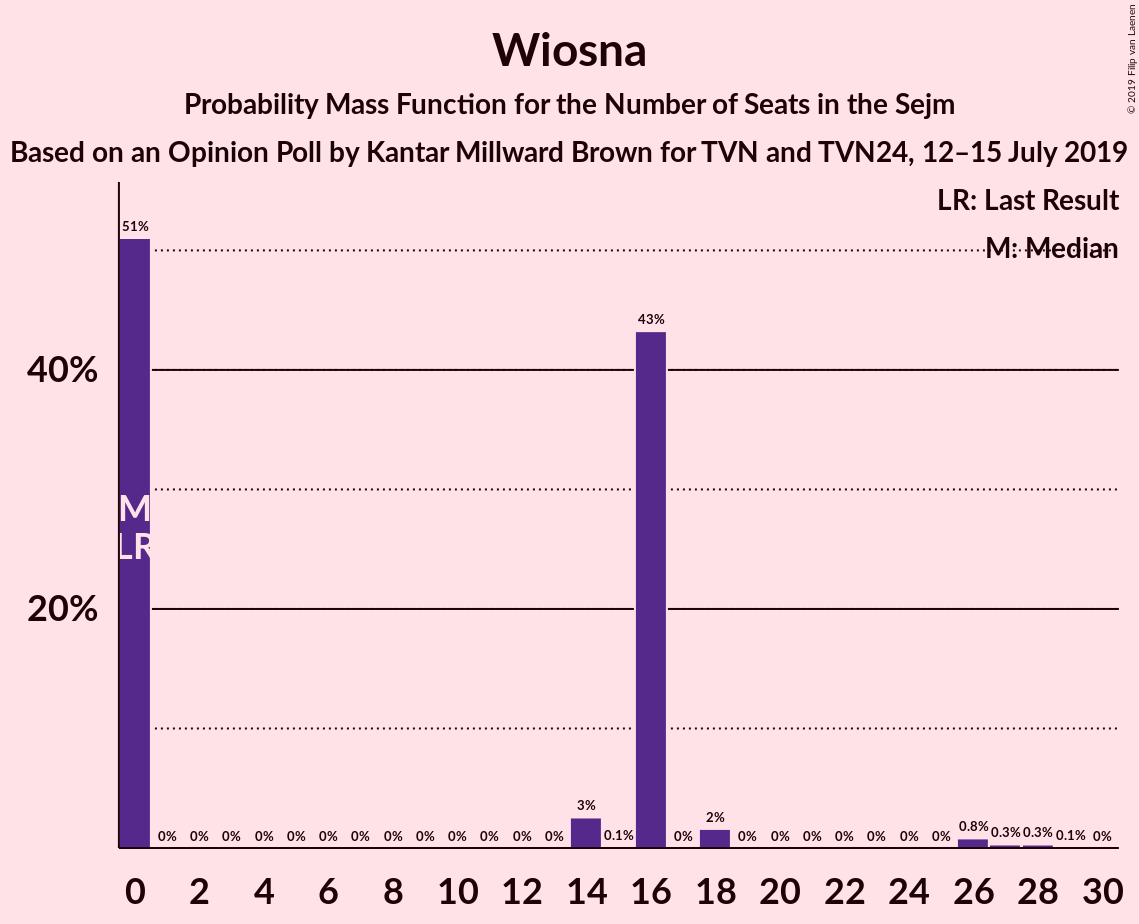 Wiosna
Probability Mass Function for the Number of Seats in the Sejm
Based on an Opinion Poll by Kantar Millward Brown for TVN and TVN24, 12–15 July 2019
© 2019 Filip van Laenen
LR: Last Result
M: Median
51%
43%
40%
M
LR
20%
3%
2%
0% 0% 0% 0% 0% 0% 0% 0% 0% 0% 0% 0% 0% 0.1% 0% 0% 0% 0% 0% 0% 0% 0% 0.8% 0.3% 0.3% 0.1% 0%
0 2 4 6 8 10 12 14 16 18 20 22 24 26 28 30